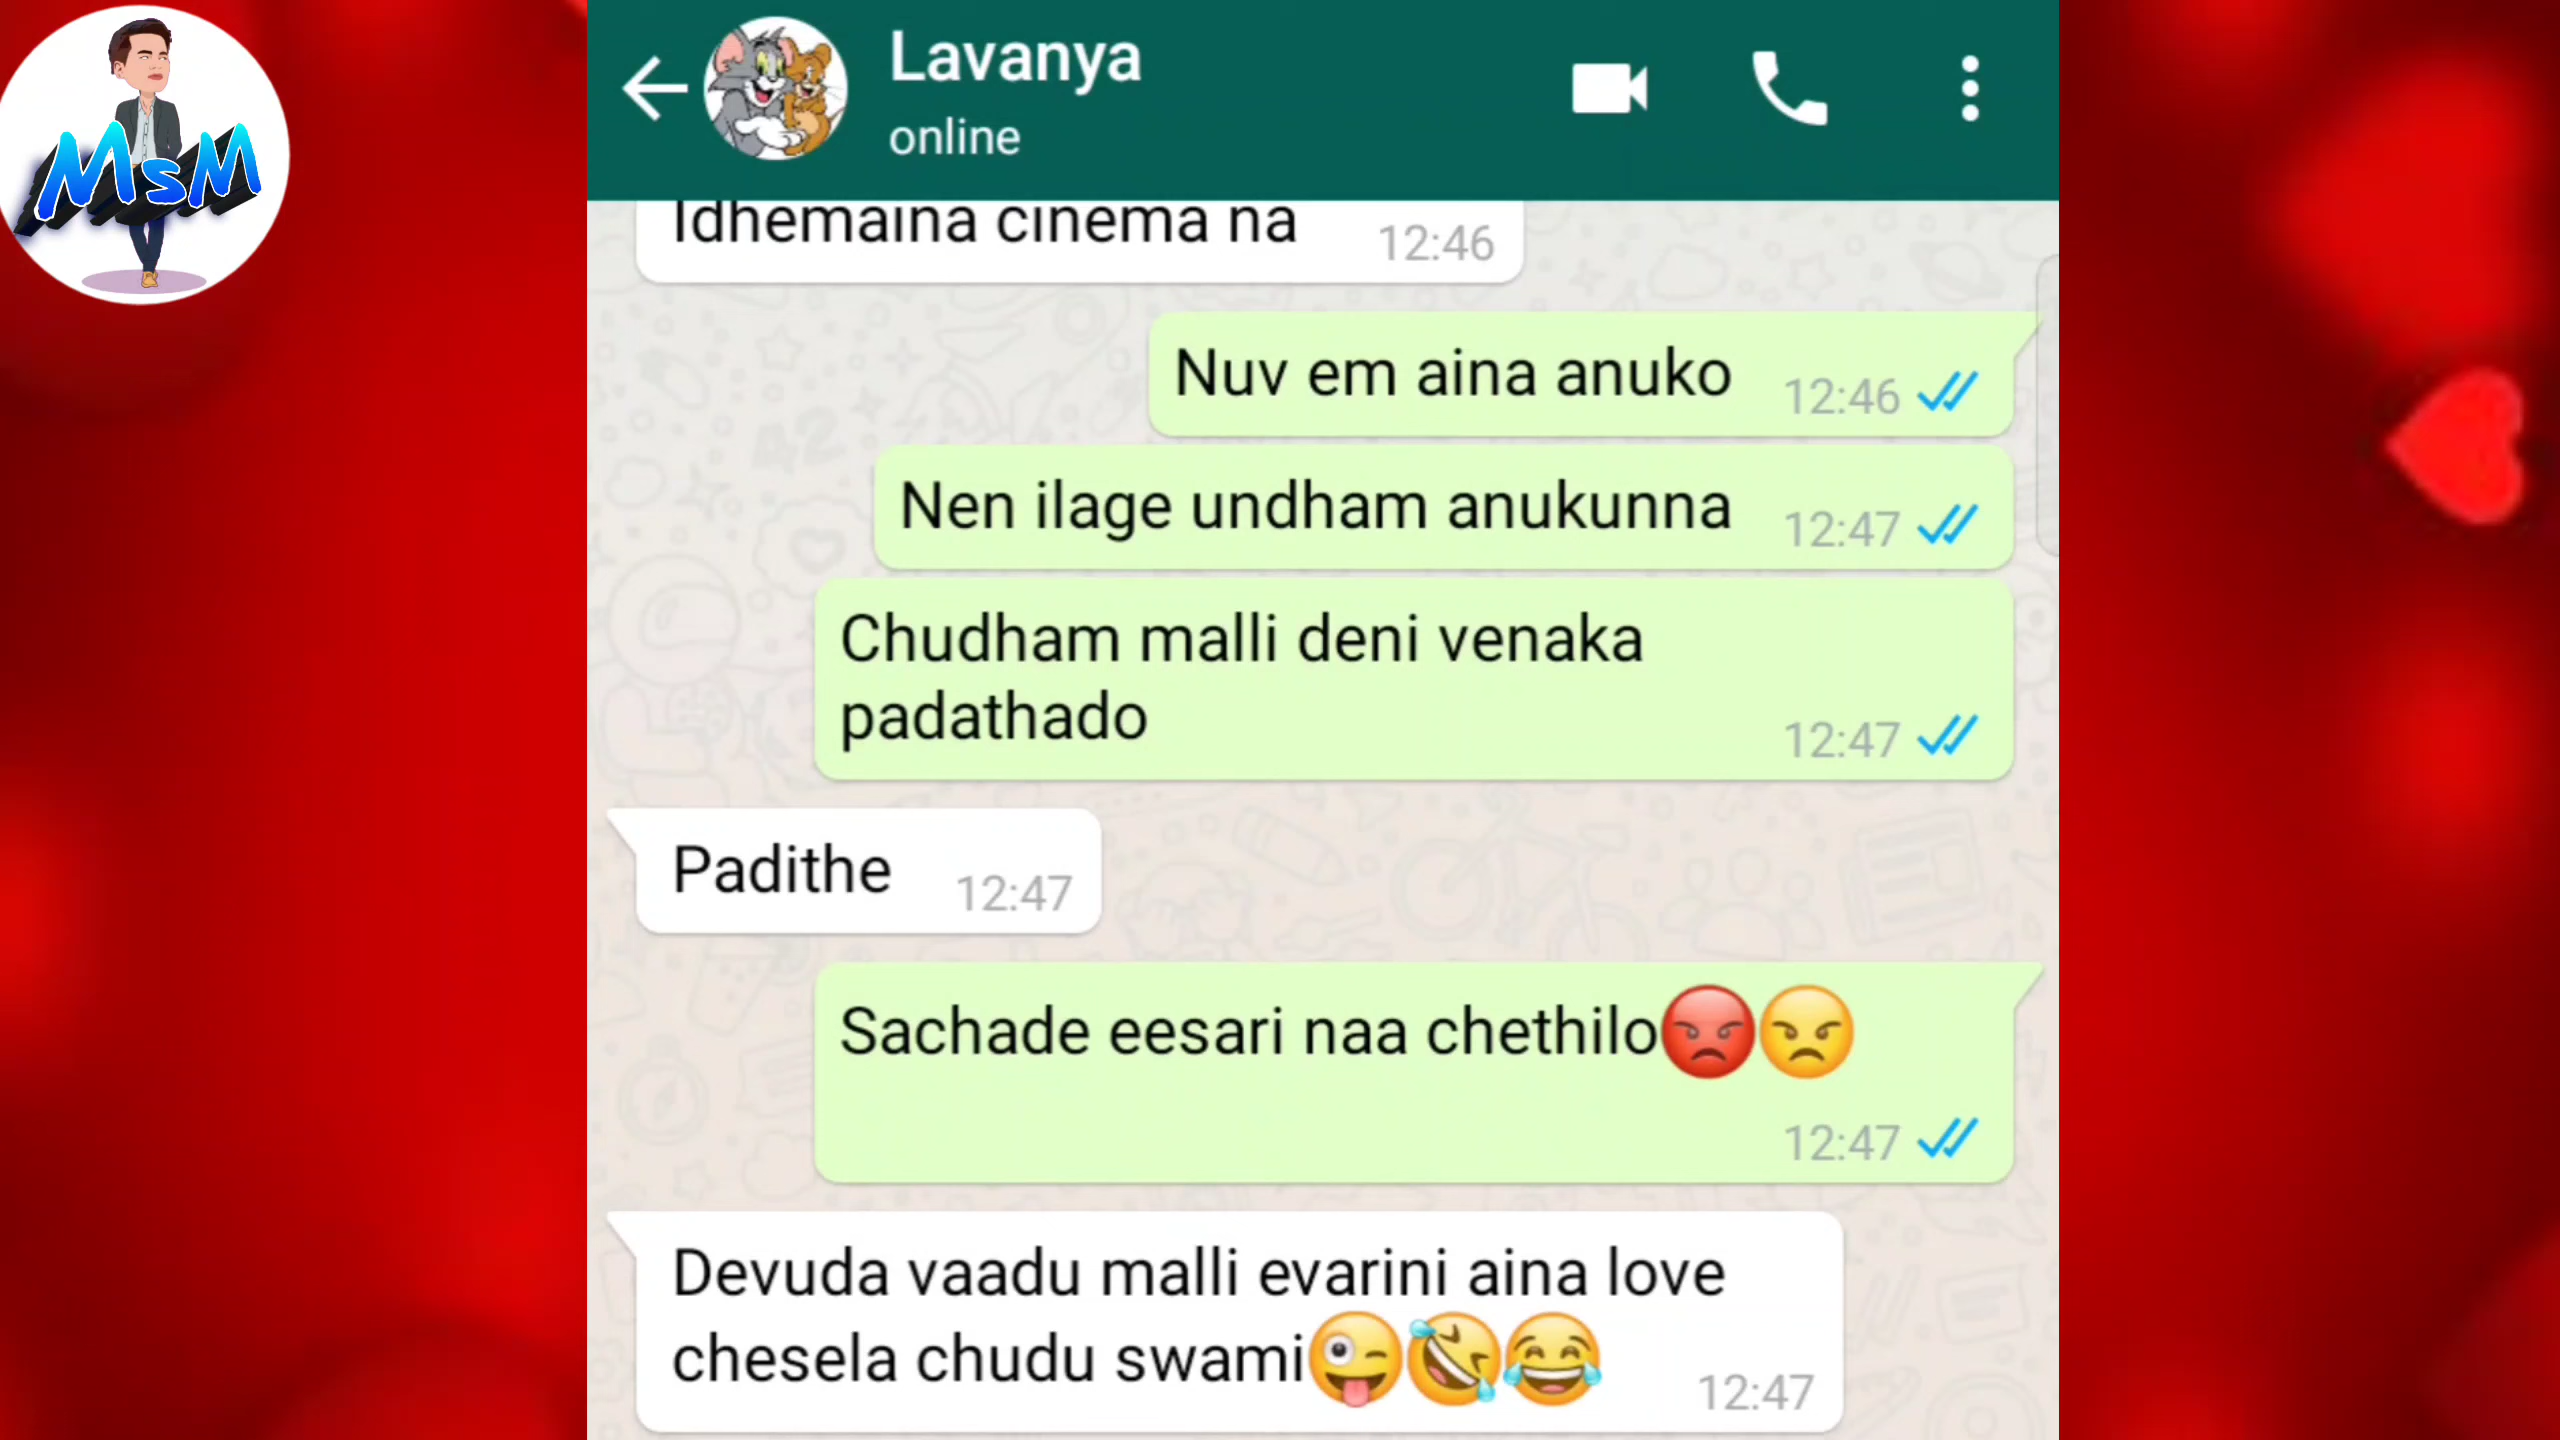 MsM
Lavanya
online
Idhemaina cinema na 12:46
Nuv em aina anuko 12:46
Nen ilage undham anukunna 12:47
Chudham malli deni venaka
padathado 12:47
Padithe 12:47
Sachade eesari naa chethilo😡😠
12:47
Devuda vaadu malli evarini aina love
chesela chudu swami😜🤣😂 12:47